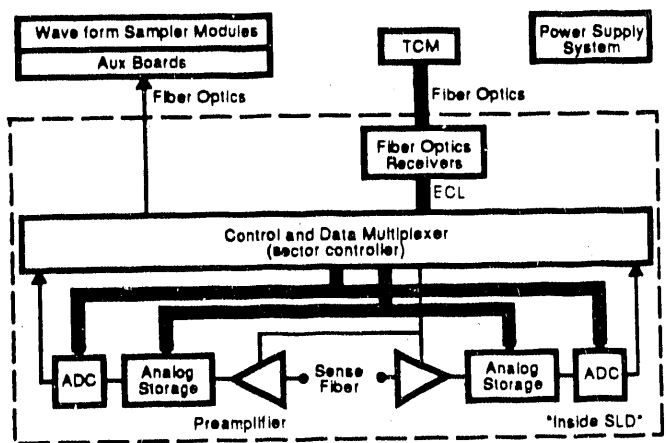 Wave form Sampler Modules
Aux Boards
TCM
Power Supply
System
Fiber Optics
Fiber Optics
Fiber Optics
Receivers
ECL
Control and Data Multiplexer
(sector controller)
ADC
Analog
Storage
Sense
Fiber
Analog
Storage
ADC
Preamplifier
"Inside SLD"